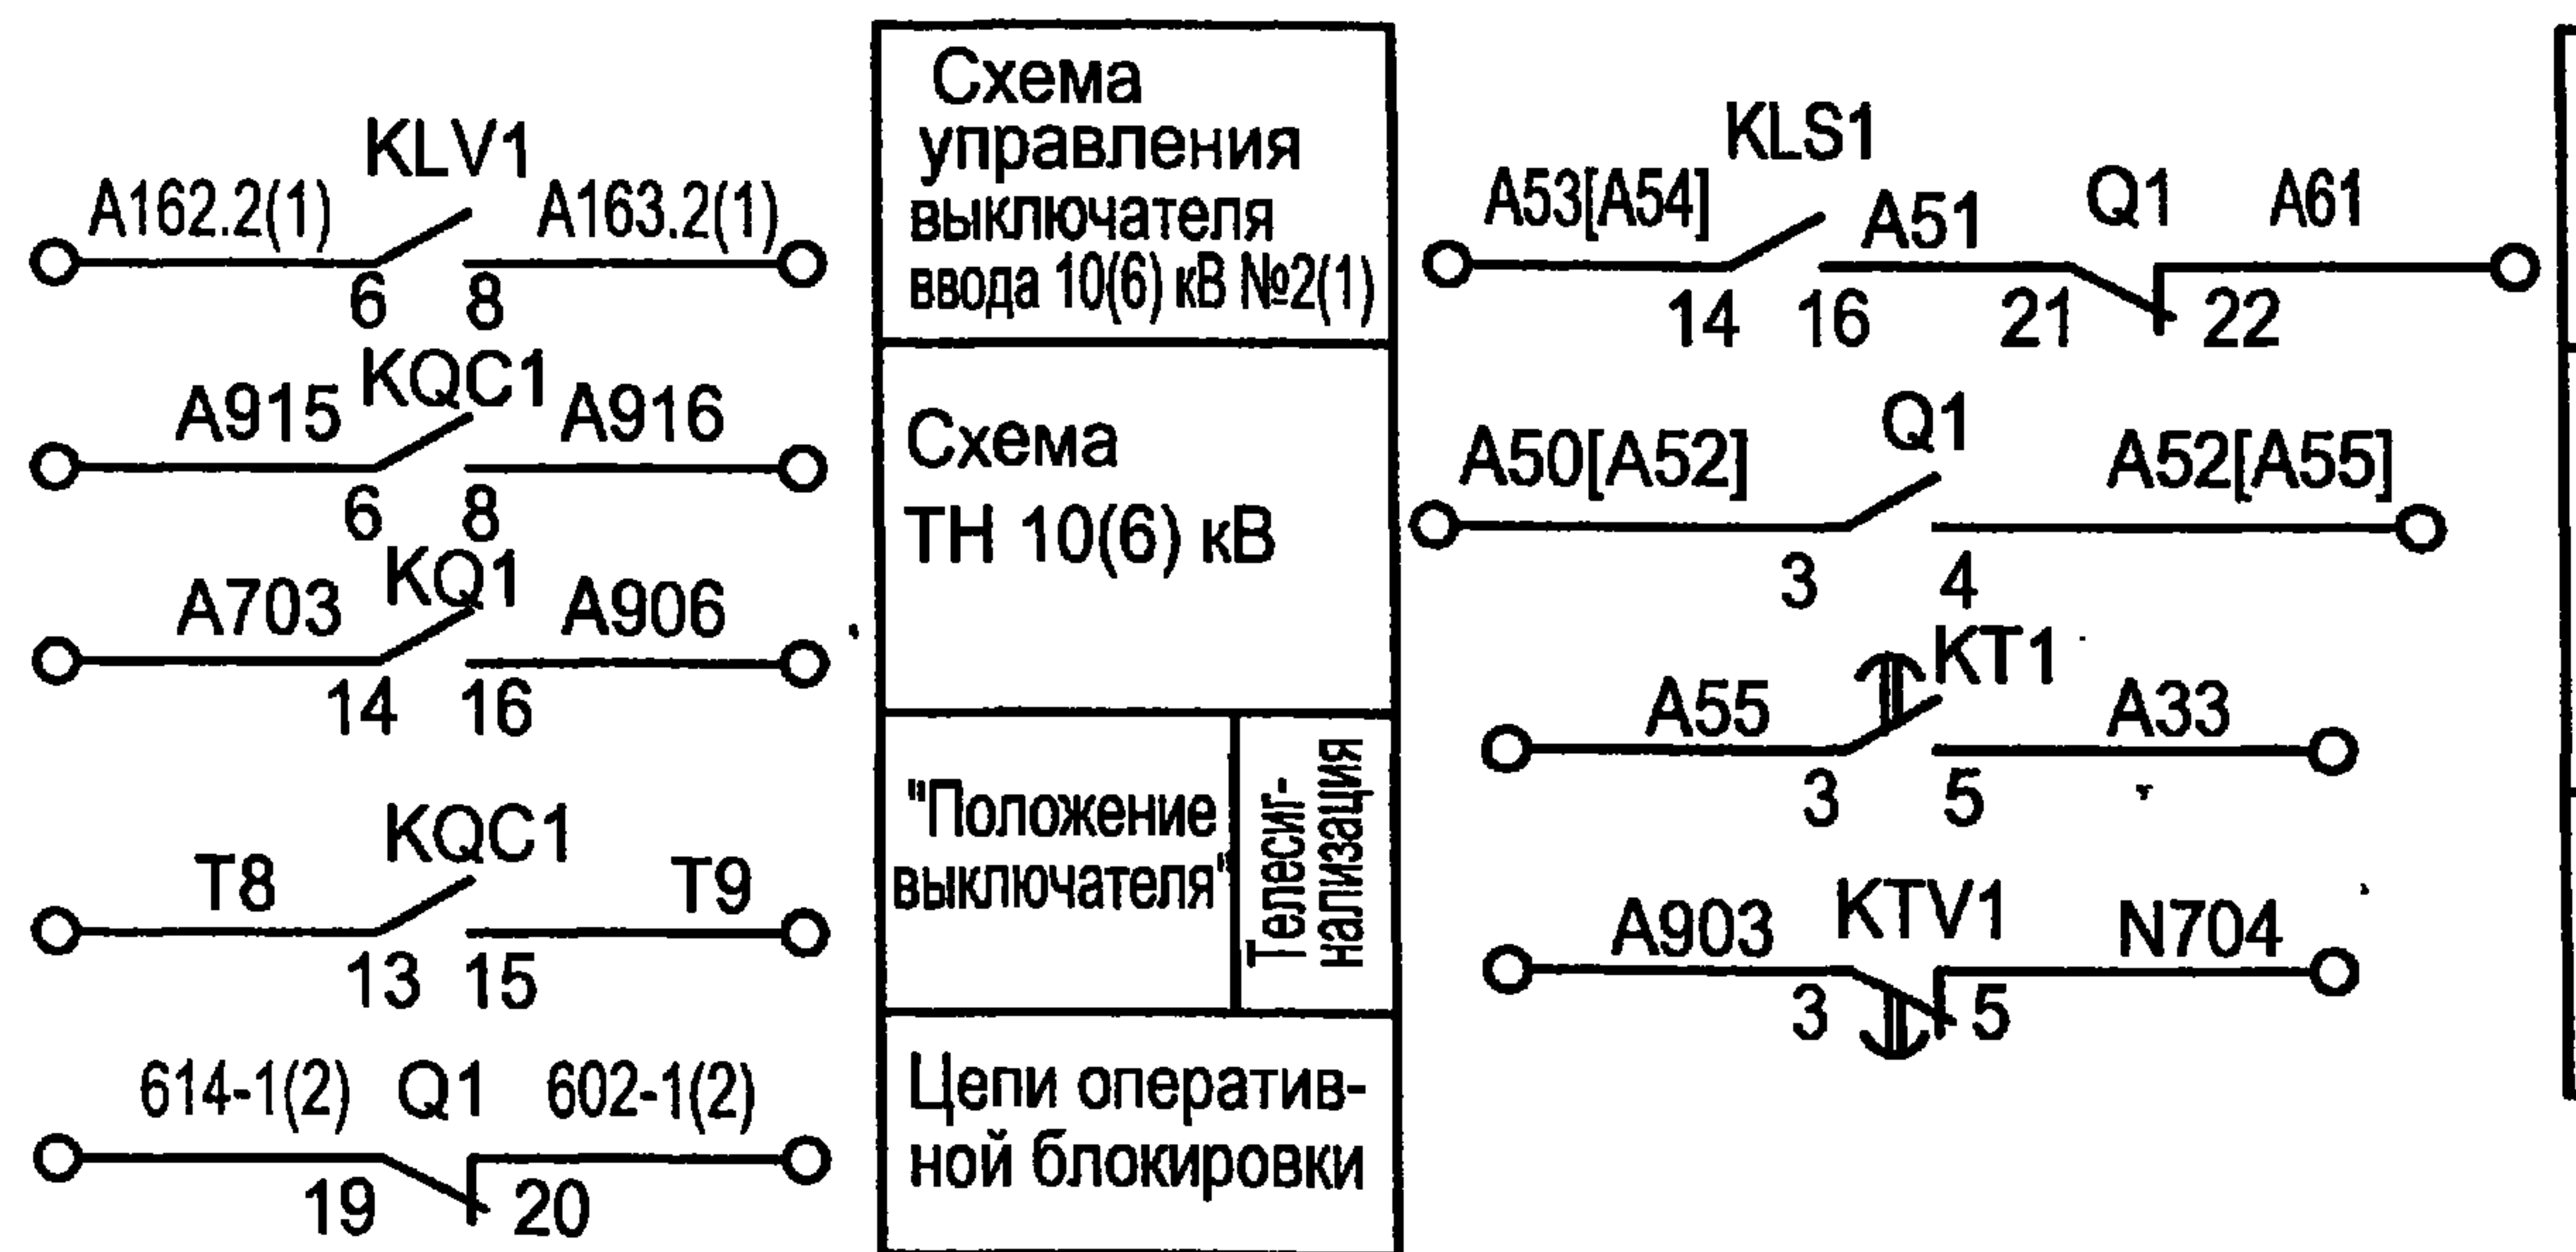 KLV1
A162.2(1) A163.2(1)
6 8
KQC1
A915 A916
6 8
KQ1
A703 A906
14 16
KQC1
T8 T9
13 15
614-1(2) Q1 602-1(2)
19 20
Схема
управления
выключателя
ввода 10(6) кВ №2(1)
Схема
ТН 10(6) кВ
"Положение
выключателя"
Телесиг-
нализация
Цепи оператив-
ной блокировки
KLS1
A53[A54] A51 Q1 A61
14 16 21 22
Q1
A50[A52] A52[A55]
3 4
KT1
A55 A33
3 5
A903 KTV1 N704
3 5